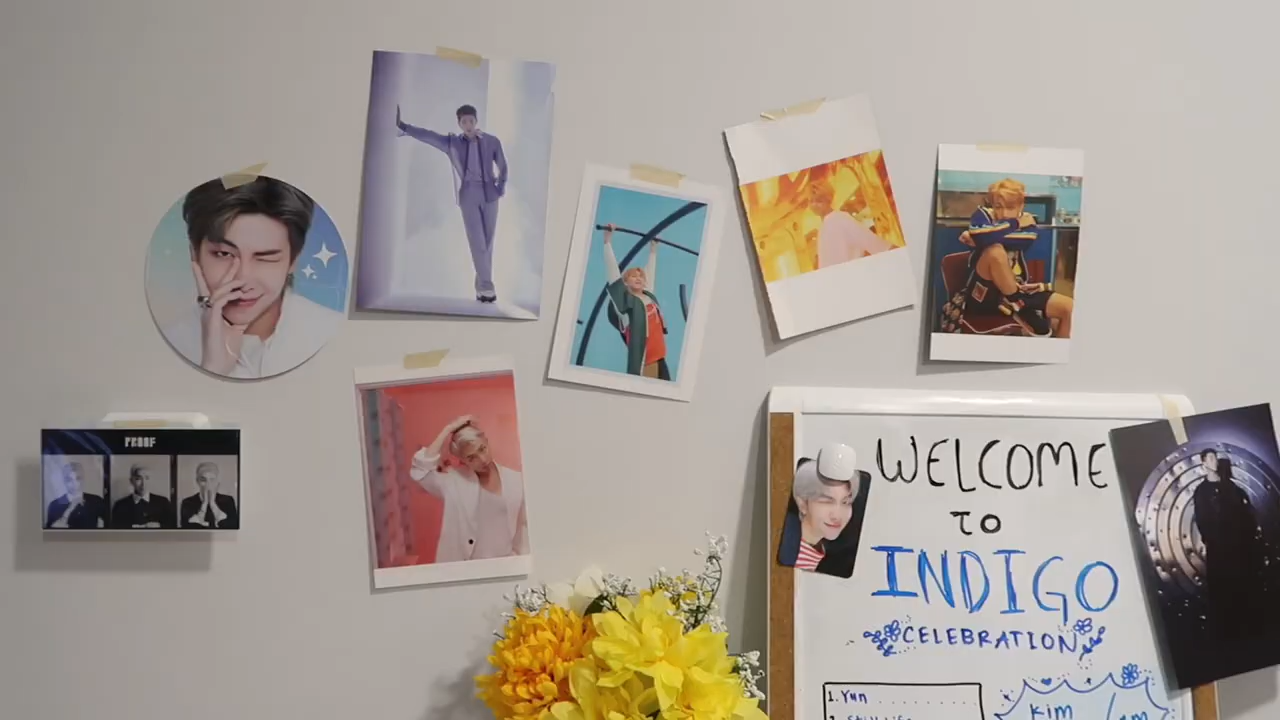 PROOF
WELCOME
TO
INDIGO
CELEBRATION
1. Yun
Kim